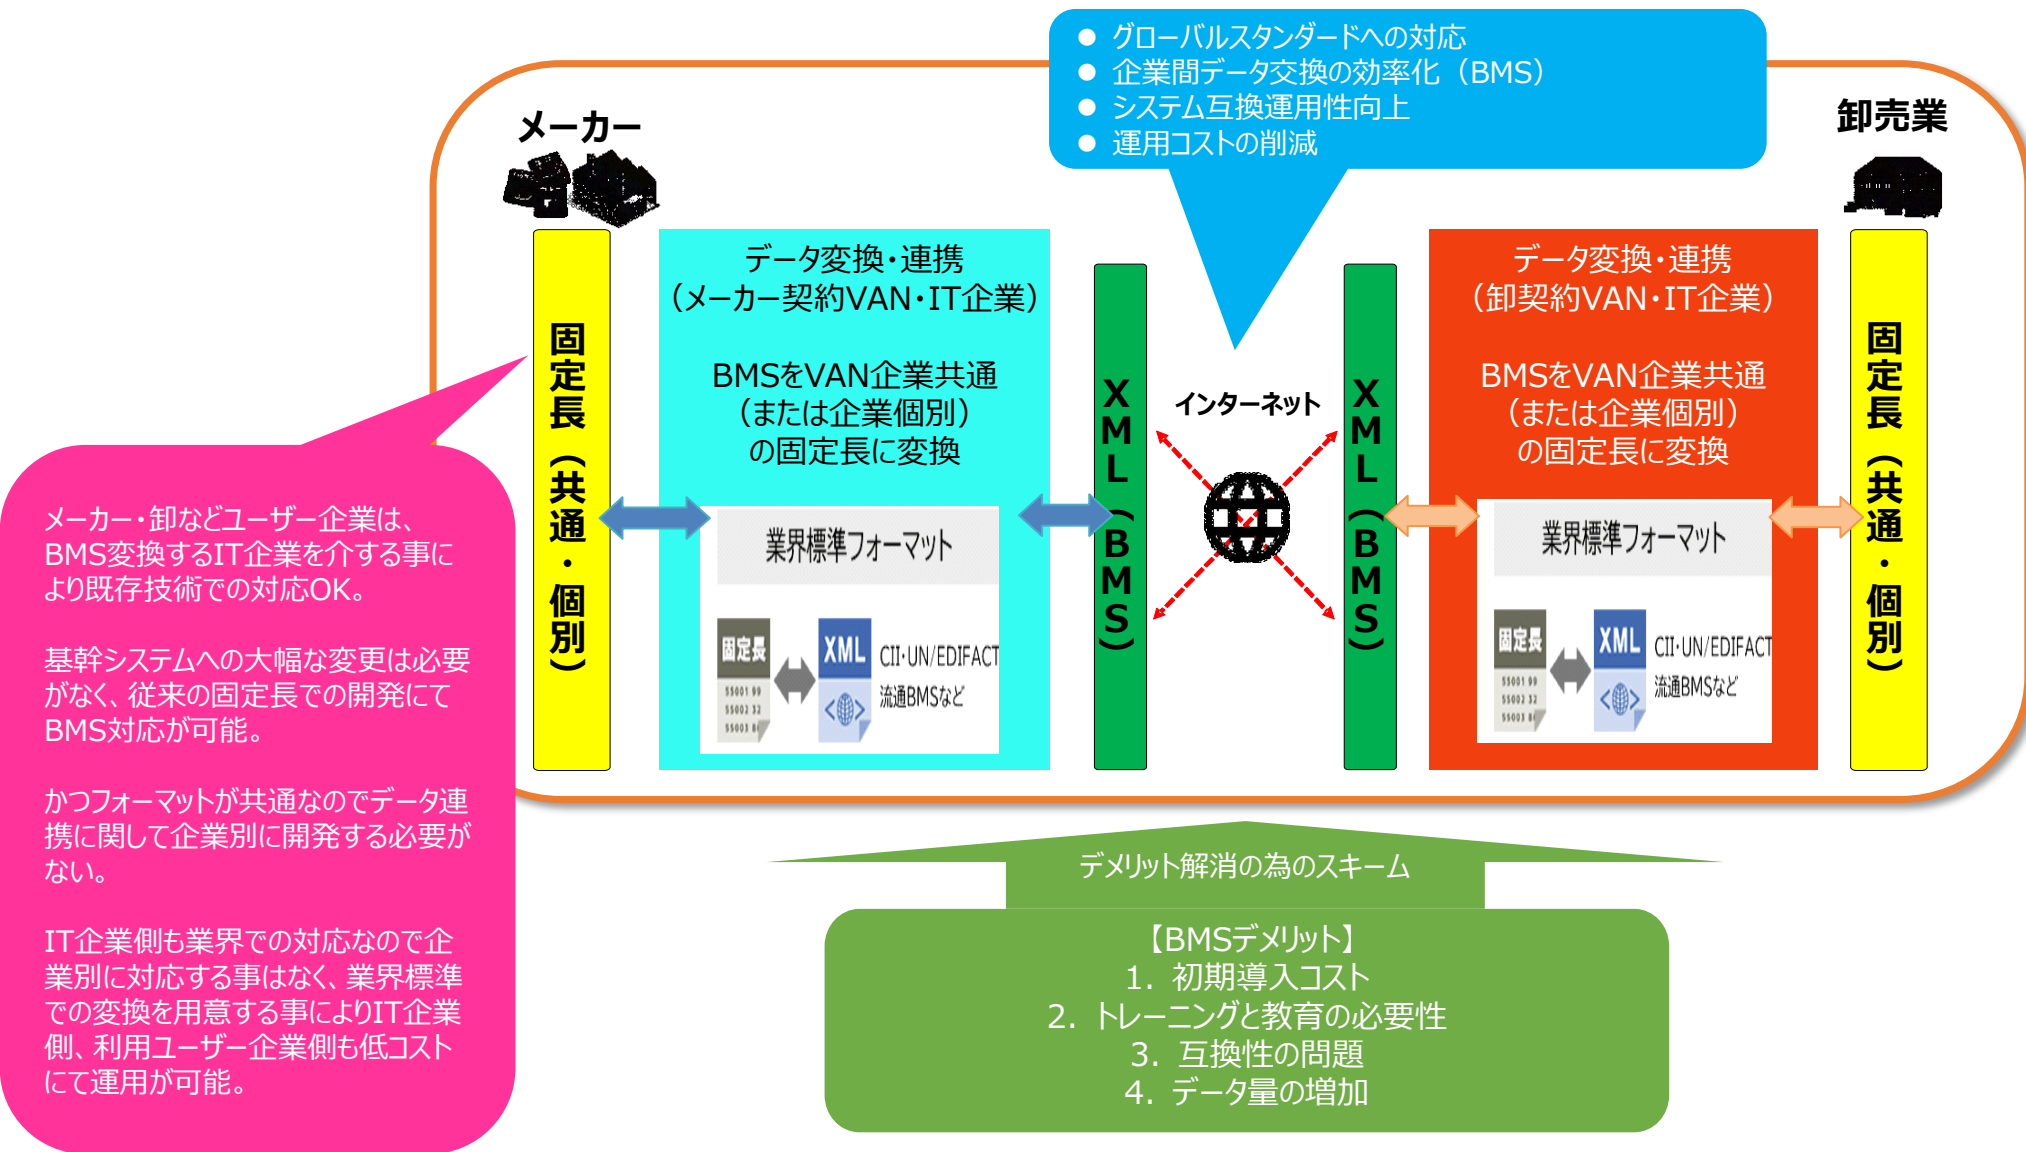 ● グローバルスタンダードへの対応
● 企業間データ交換の効率化（BMS）
● システム互換運用性向上
● 運用コストの削減
メーカー
卸売業
固定長（共通・個別）
データ変換・連携
（メーカー契約VAN・IT企業）
BMSをVAN企業共通
（または企業個別）
の固定長に変換
業界標準フォーマット
固定長
55001 99
55002 32
55003 8
XML
CII・UN/EDIFACT
流通BMSなど
XML（BMS）
インターネット
XML（BMS）
データ変換・連携
（卸契約VAN・IT企業）
BMSをVAN企業共通
（または企業個別）
の固定長に変換
業界標準フォーマット
固定長
55001 99
55002 32
55003 8
XML
CII・UN/EDIFACT
流通BMSなど
固定長（共通・個別）
メーカー・卸などユーザー企業は、
BMS変換するIT企業を介する事に
より既存技術での対応OK。
基幹システムへの大幅な変更は必要
がなく、従来の固定長での開発にて
BMS対応が可能。
かつフォーマットが共通なのでデータ連
携に関して企業別に開発する必要が
ない。
IT企業側も業界での対応なので企
業別に対応する事はなく、業界標準
での変換を用意する事によりIT企業
側、利用ユーザー企業側も低コスト
にて運用が可能。
デメリット解消の為のスキーム
【BMSデメリット】
1. 初期導入コスト
2. トレーニングと教育の必要性
3. 互換性の問題
4. データ量の増加